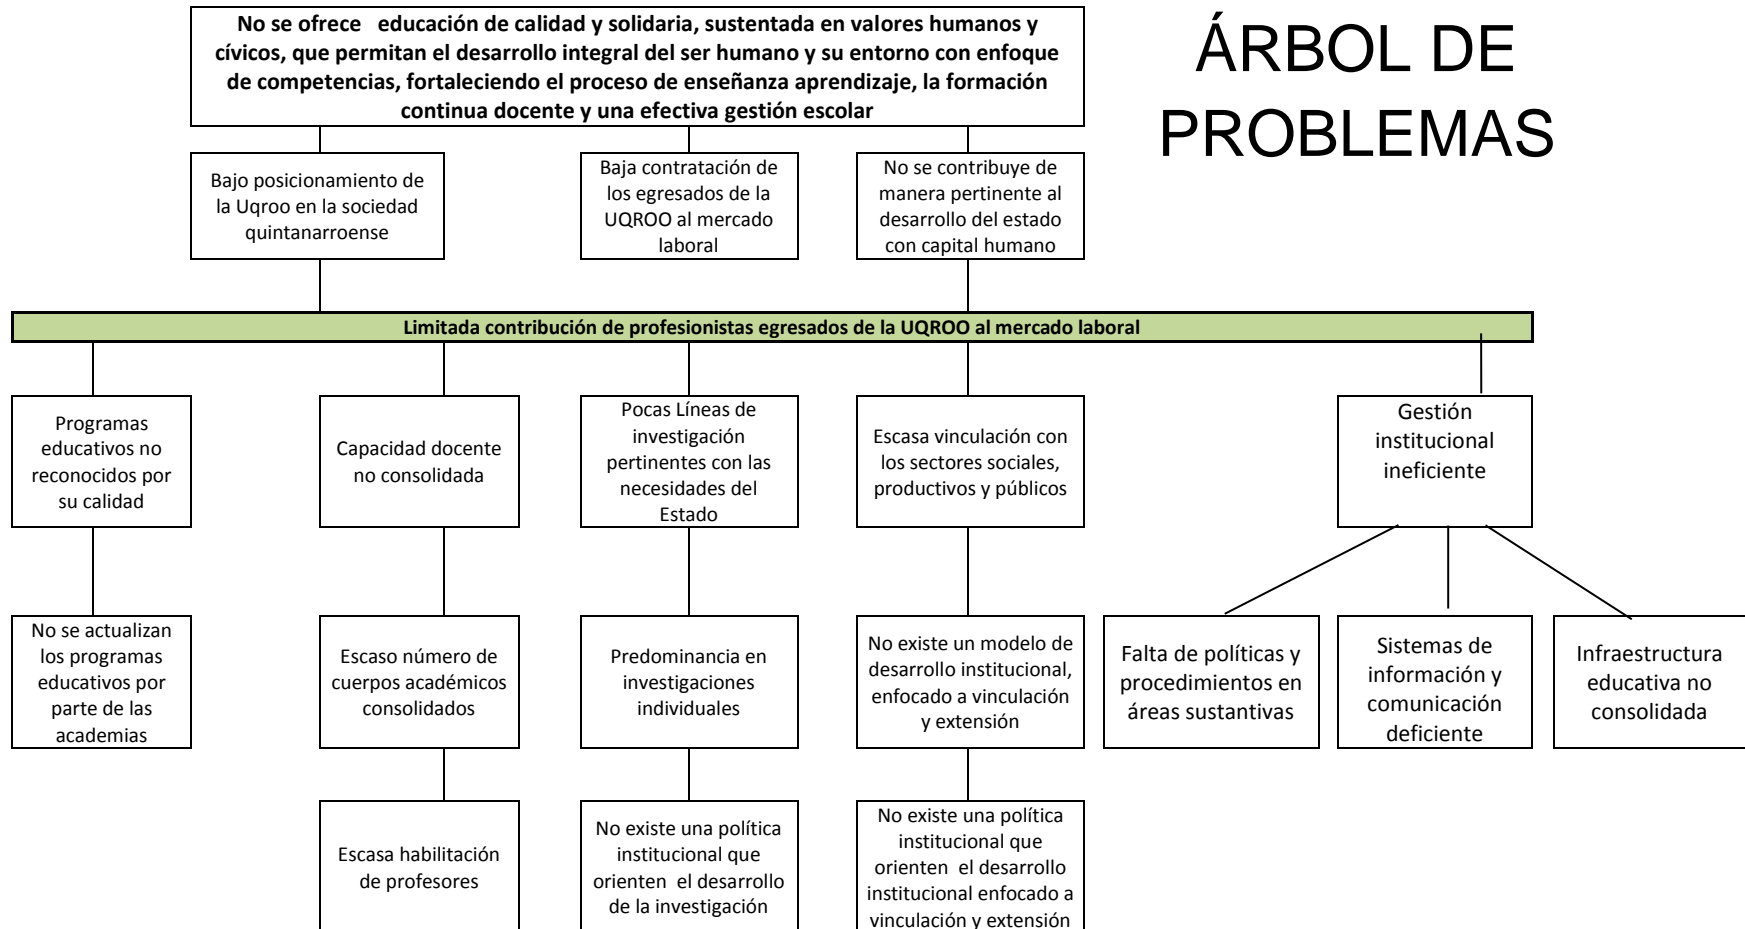 ÁRBOL DE
PROBLEMAS
No se ofrece educación de calidad y solidaria, sustentada en valores humanos y
cívicos, que permitan el desarrollo integral del ser humano y su entorno con enfoque
de competencias, fortaleciendo el proceso de enseñanza aprendizaje, la formación
continua docente y una efectiva gestión escolar
Bajo posicionamiento de
la Uqroo en la sociedad
quintanarroense
Baja contratación de
los egresados de la
UQROO al mercado
laboral
No se contribuye de
manera pertinente al
desarrollo del estado
con capital humano
Limitada contribución de profesionistas egresados de la UQROO al mercado laboral
Programas
educativos no
reconocidos por
su calidad
Capacidad docente
no consolidada
Pocas Líneas de
investigación
pertinentes con las
necesidades del
Estado
Escasa vinculación con
los sectores sociales,
productivos y públicos
Gestión
institucional
ineficiente
No se actualizan
los programas
educativos por
parte de las
academias
Escaso número de
cuerpos académicos
consolidados
Predominancia en
investigaciones
individuales
No existe un modelo de
desarrollo institucional,
enfocado a vinculación
y extensión
Falta de políticas y
procedimientos en
áreas sustantivas
Sistemas de
información y
comunicación
deficiente
Infraestructura
educativa no
consolidada
Escasa habilitación
de profesores
No existe una política
institucional que
orienten el desarrollo
de la investigación
No existe una política
institucional que
orienten el desarrollo
institucional enfocado a
vinculación y extensión